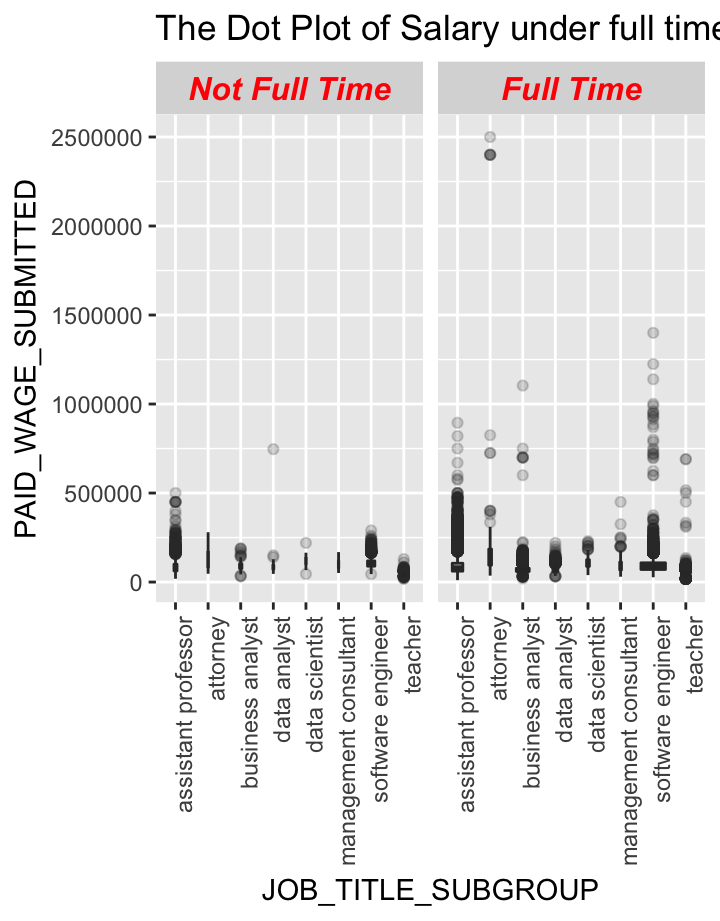 The Dot Plot of Salary under full time
Not Full Time
Full Time
PAID_WAGE_SUBMITTED
2500000
2000000
1500000
1000000
500000
0
assistant professor
attorney
business analyst
data analyst
data scientist
management consultant
software engineer
teacher
assistant professor
attorney
business analyst
data analyst
data scientist
management consultant
software engineer
teacher
JOB_TITLE_SUBGROUP